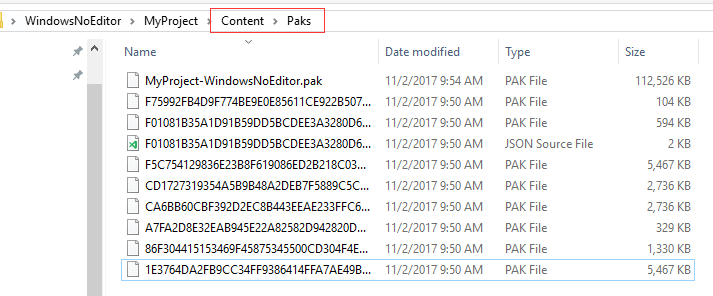 WindowsNoEditor > MyProject > Content > Paks
Name Date modified Type Size
MyProject-WindowsNoEditor.pak 11/2/2017 9:54 AM PAK File 112,526 KB
F75992FB4D9F774BE9E0E85611CE922B507... 11/2/2017 9:50 AM PAK File 104 KB
F01081B35A1D91B59DD5BCDEE3A3280D6... 11/2/2017 9:50 AM PAK File 594 KB
F01081B35A1D91B59DD5BCDEE3A3280D6... 11/2/2017 9:50 AM JSON Source File 2 KB
F5C754129836E23B8F619086ED2B218C03... 11/2/2017 9:50 AM PAK File 5,467 KB
CD1727319354A5B9B48A2DEB7F5889C5C... 11/2/2017 9:50 AM PAK File 2,736 KB
CA6BB60CBF392D2EC8B443EEAE233FFC6... 11/2/2017 9:50 AM PAK File 2,736 KB
A7FA2D8E32EAB945E22A82582D942820D... 11/2/2017 9:50 AM PAK File 329 KB
86F304415153469F45875345500CD304F4E... 11/2/2017 9:50 AM PAK File 1,330 KB
1E3764DA2FB9CC34FF9386414FFA7AE49B... 11/2/2017 9:50 AM PAK File 5,467 KB